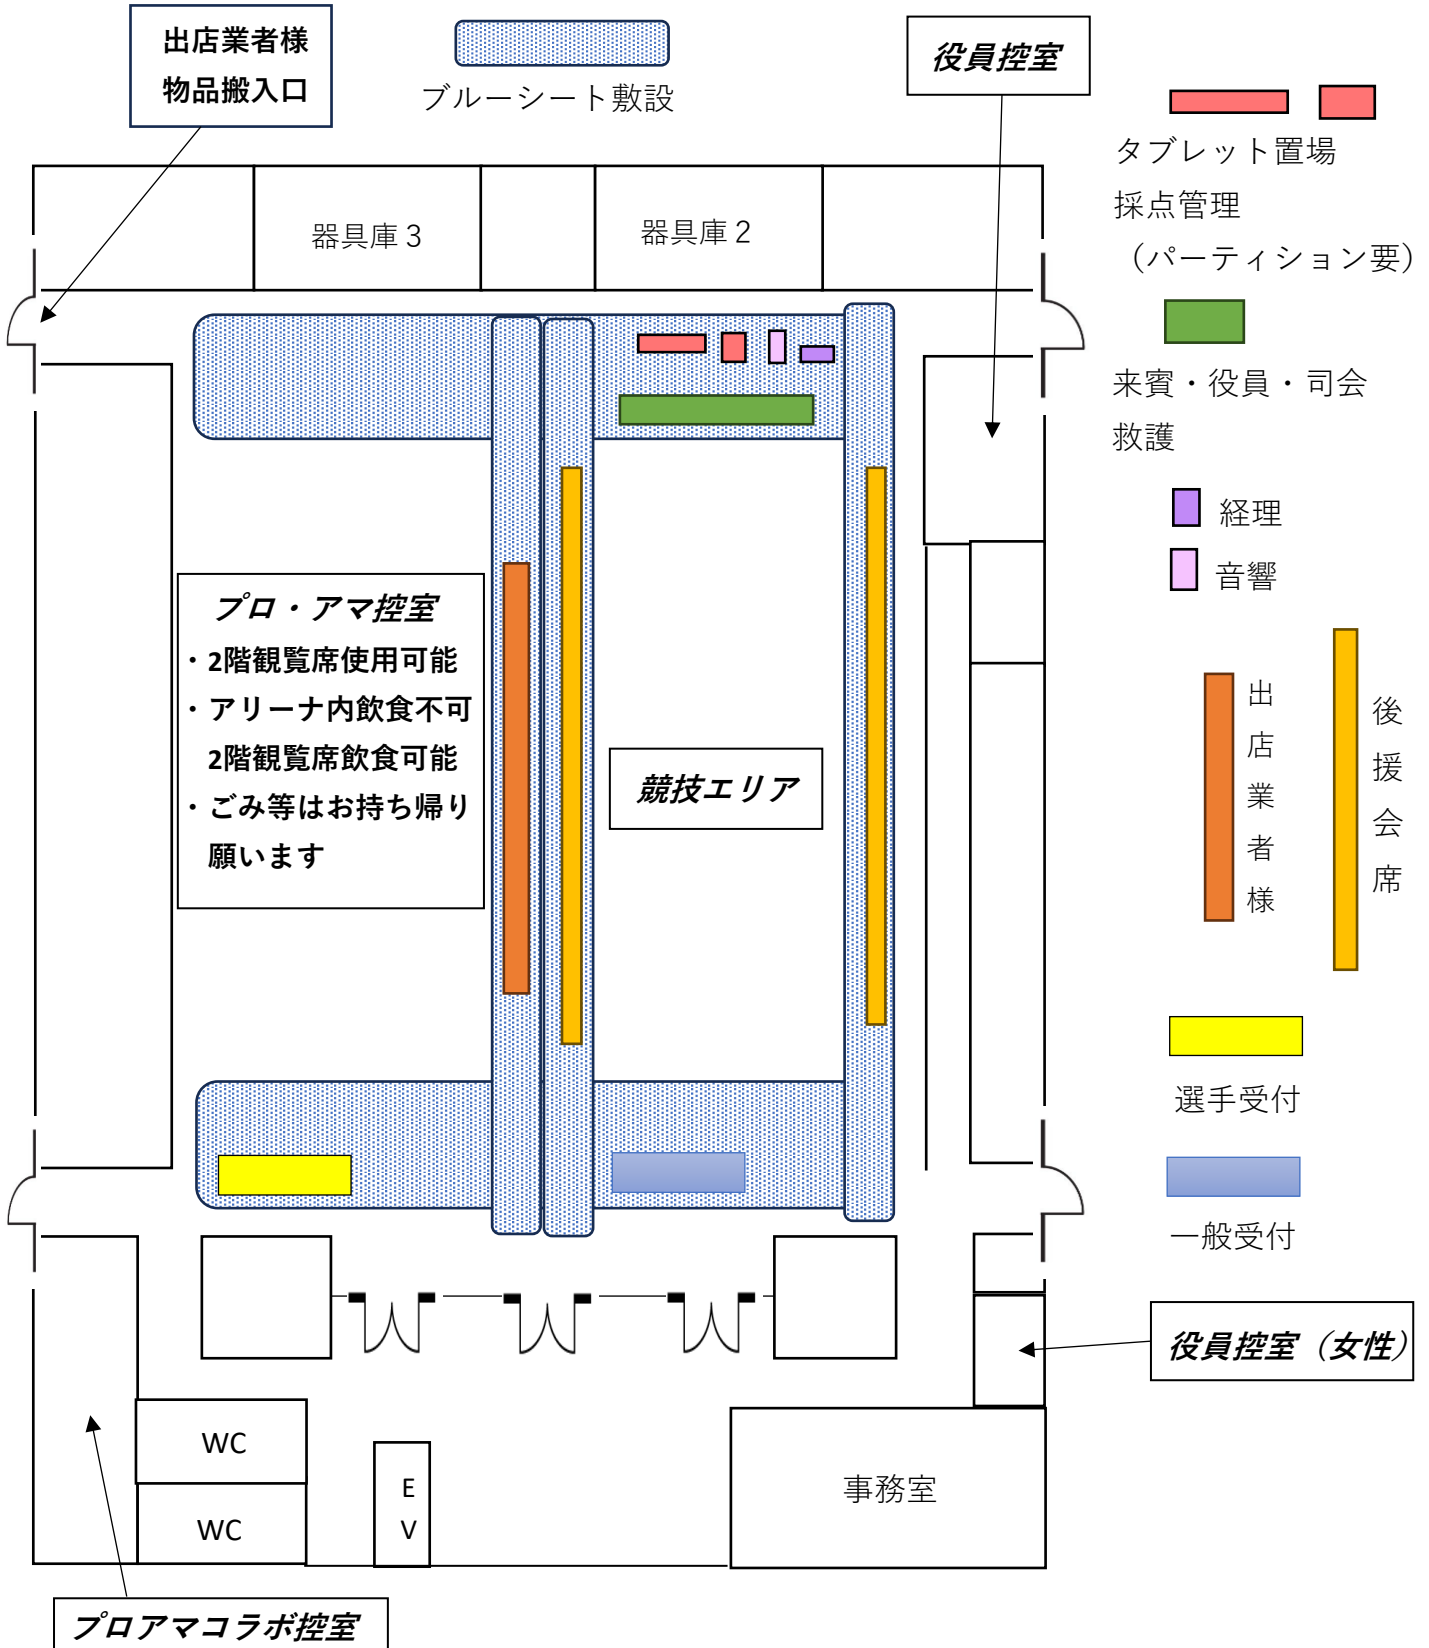 出店業者様
物品搬入口
ブルーシート敷設
役員控室
タブレット置場
採点管理
（パーティション要）
器具庫３
器具庫２
来賓・役員・司会
救護
経理
音響
プロ・アマ控室
・2階観覧席使用可能
・アリーナ内飲食不可
2階観覧席飲食可能
・ごみ等はお持ち帰り
願います
競技エリア
出店業者様
後援会席
選手受付
一般受付
役員控室（女性）
WC
WC
E
V
事務室
プロアマコラボ控室